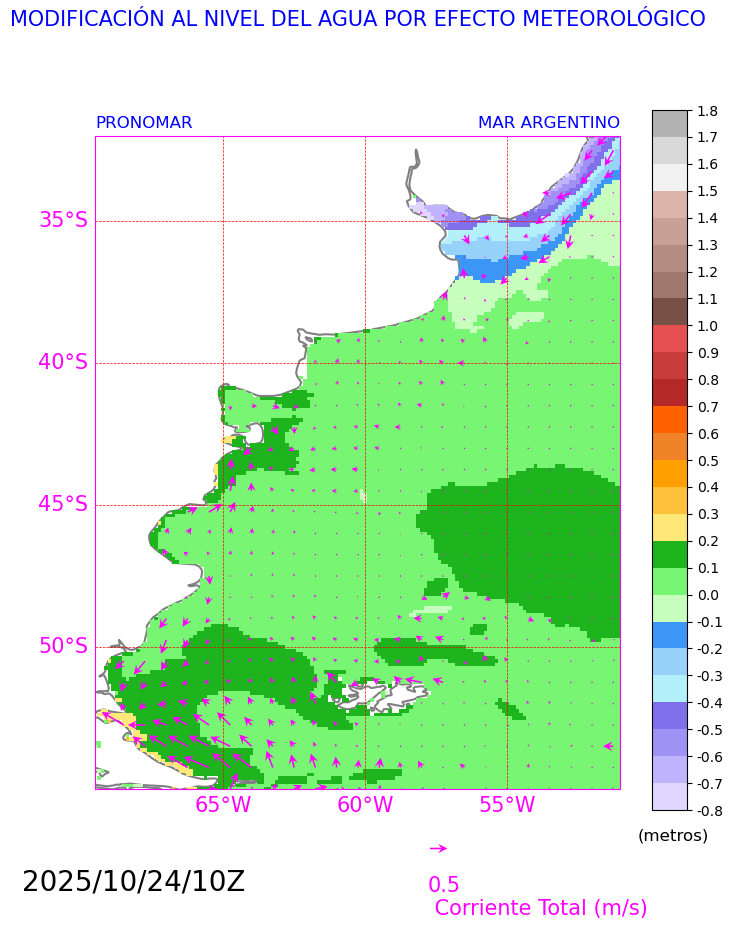 MODIFICACIÓN AL NIVEL DEL AGUA POR EFECTO METEOROLÓGICO
PRONOMAR MAR ARGENTINO
1.8
1.7
1.6
1.5
1.4
1.3
1.2
1.1
1.0
0.9
0.8
0.7
0.6
0.5
0.4
0.3
0.2
0.1
0.0
-0.1
-0.2
-0.3
-0.4
-0.5
-0.6
-0.7
-0.8
(metros)
35°S
40°S
45°S
50°S
65°W 60°W 55°W
2025/10/24/10Z
0.5
Corriente Total (m/s)